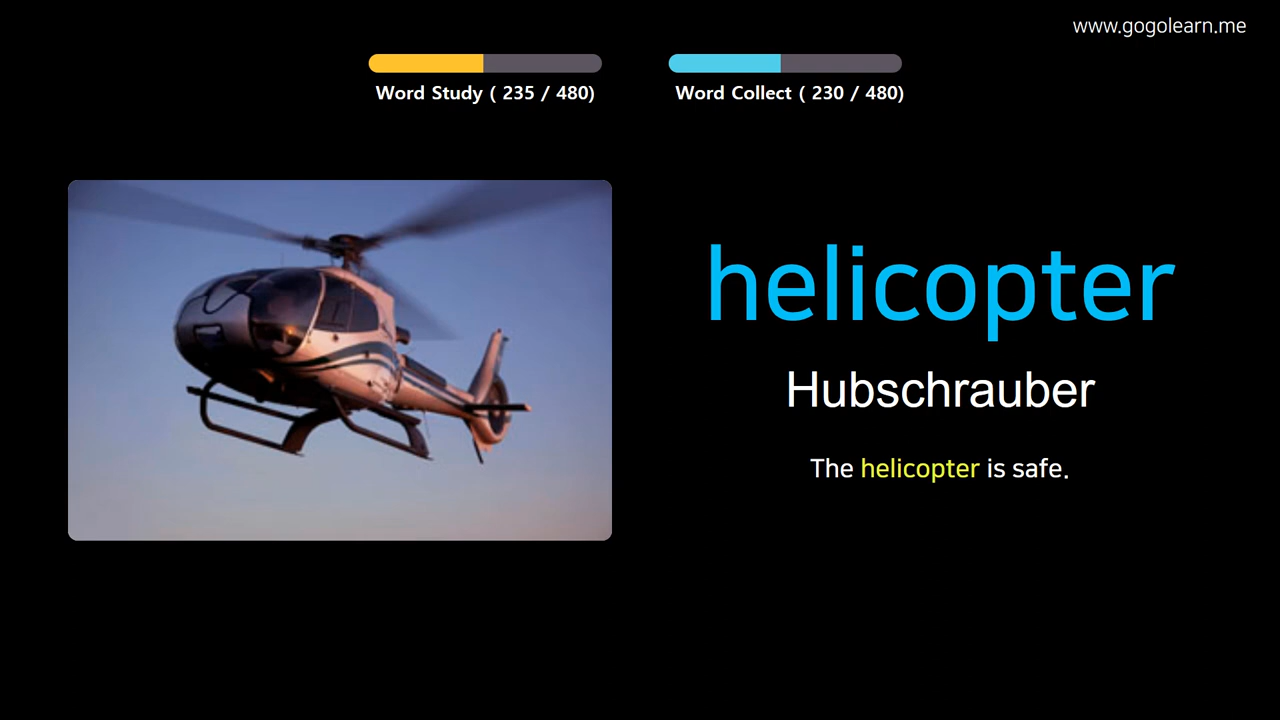 www.gogolearn.me
Word Study ( 235 / 480)
Word Collect ( 230 / 480)
helicopter
Hubschrauber
The helicopter is safe.